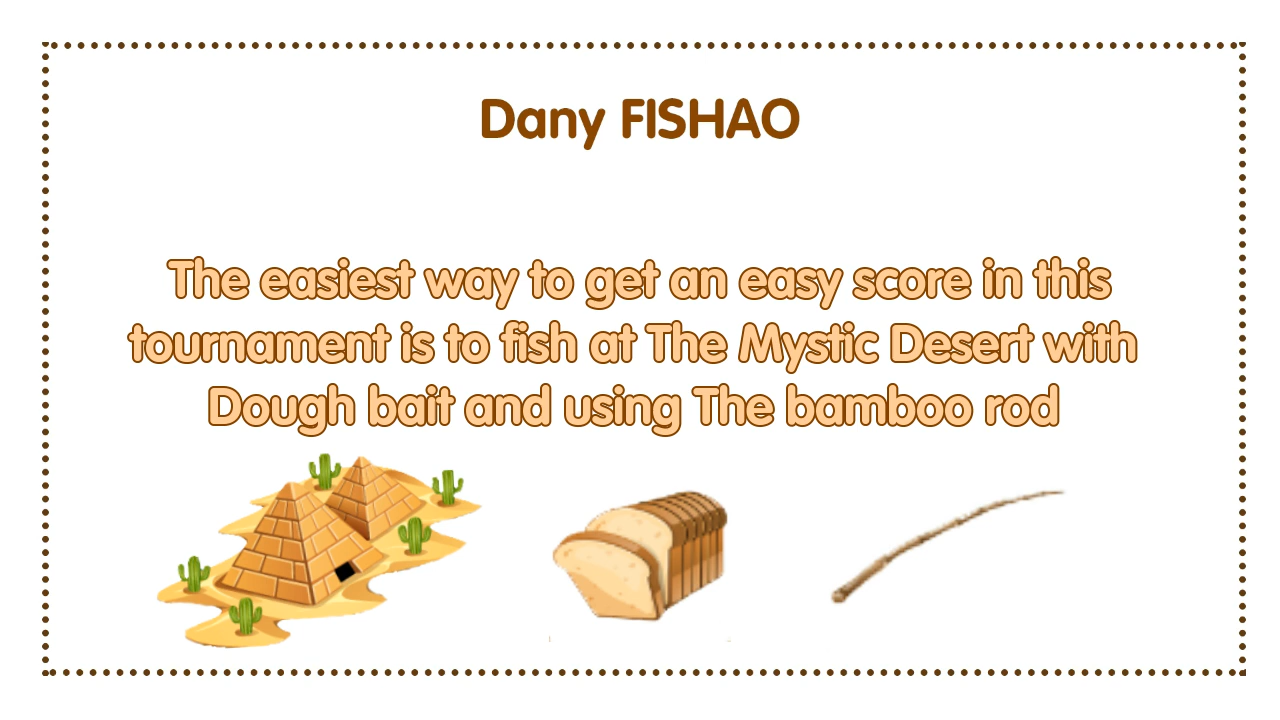 Dany FISHAO
The easiest way to get an easy score in this
tournament is to fish at The Mystic Desert with
Dough bait and using The bamboo rod